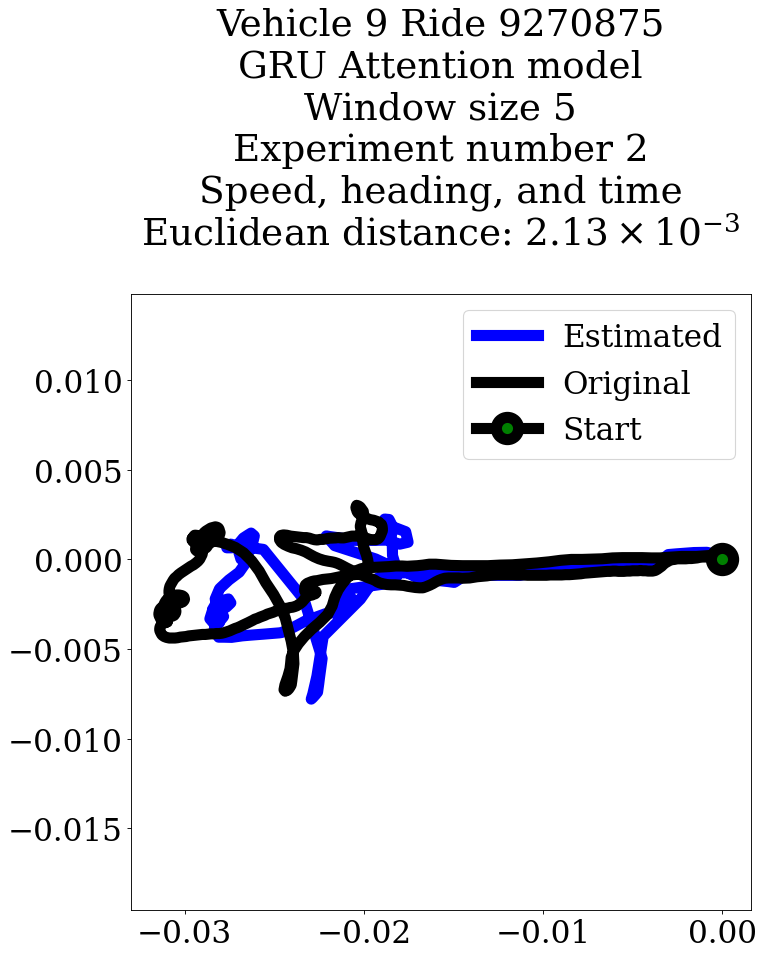 Vehicle 9 Ride 9270875
GRU Attention model
Window size 5
Experiment number 2
Speed, heading, and time
Euclidean distance: 2.13 × 10⁻³
Estimated
Original
Start
0.010
0.005
0.000
−0.005
−0.010
−0.015
−0.03 −0.02 −0.01 0.00